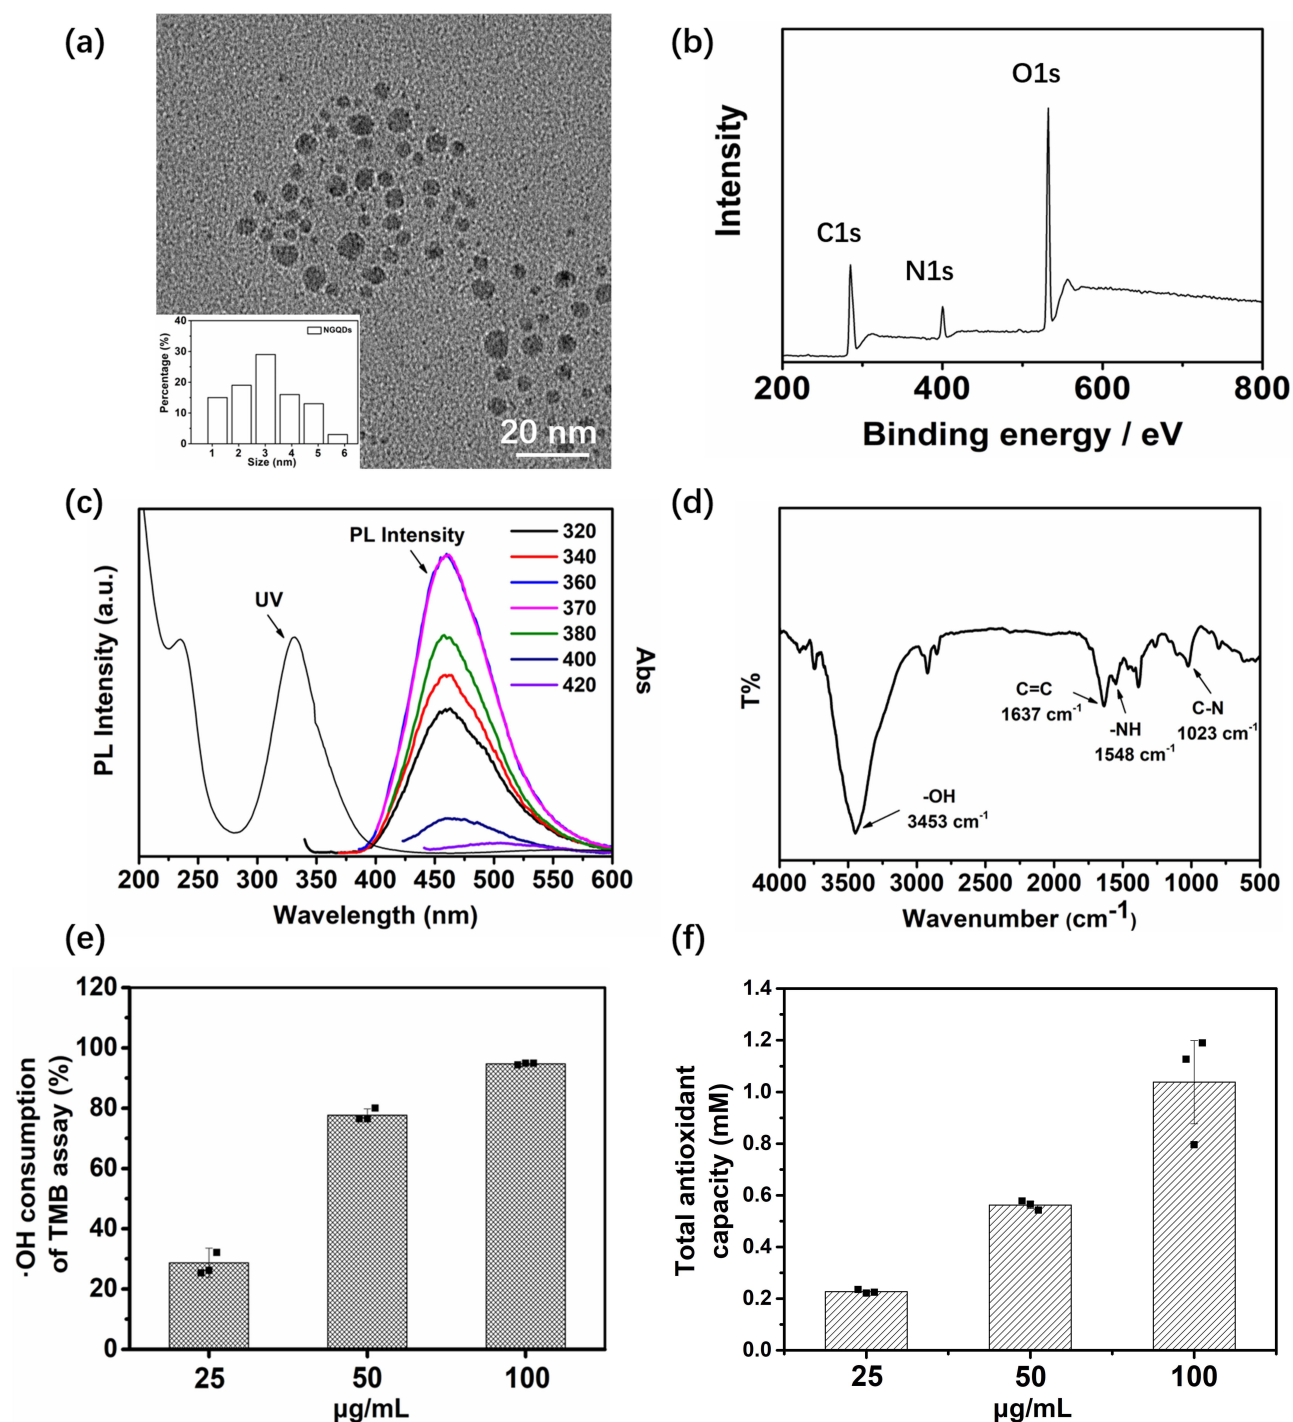 (a)
40
30
20
10
0
Percentage (%)
NGQDs
1 2 3 4 5 6
Size (nm)
20 nm
(b)
Intensity
C1s
N1s
O1s
200 400 600 800
Binding energy / eV
(c)
PL Intensity (a.u.)
UV
PL Intensity
320
340
360
370
380
400
420
Abs
200 250 300 350 400 450 500 550 600
Wavelength (nm)
(d)
T%
-OH
3453 cm-1
C=C
1637 cm-1
-NH
1548 cm-1
C-N
1023 cm-1
4000 3500 3000 2500 2000 1500 1000 500
Wavenumber (cm-1)
(e)
·OH consumption
of TMB assay (%)
120
100
80
60
40
20
0
25 50 100
μg/mL
(f)
Total antioxidant
capacity (mM)
1.4
1.2
1.0
0.8
0.6
0.4
0.2
0.0
25 50 100
μg/mL